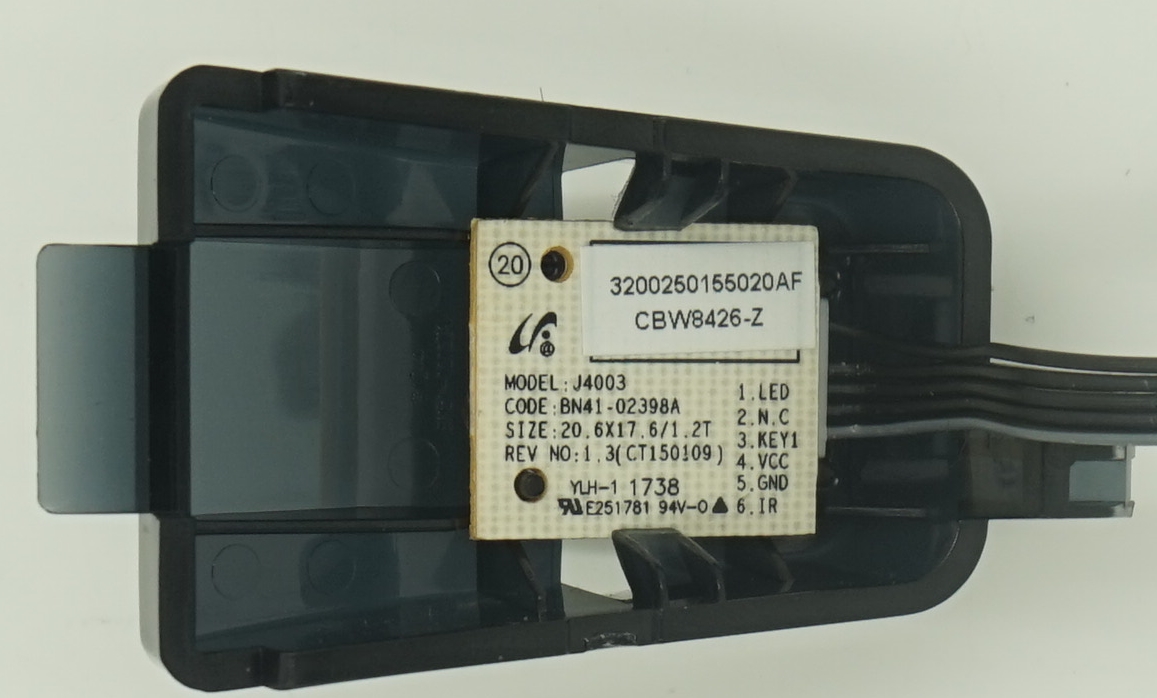 20
3200250155020AF
CBW8426-Z
MODEL:J4003
CODE:BN41-02398A
SIZE:20.6X17.6/1.2T
REV NO:1.3(CT150109)
1.LED
2.N.C
3.KEY1
4.VCC
5.GND
6.IR
YLH-1 1738
E251781 94V-0